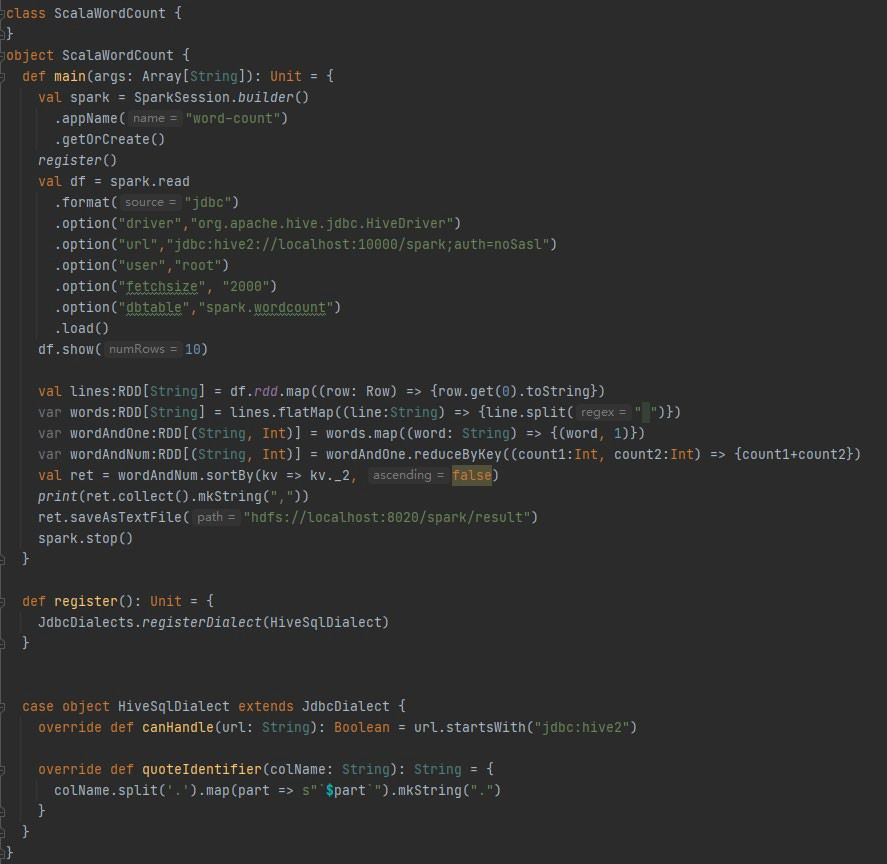 class ScalaWordCount {
}
object ScalaWordCount {
  def main(args: Array[String]): Unit = {
    val spark = SparkSession.builder()
      .appName( name = "word-count")
      .getOrCreate()
    register()
    val df = spark.read
      .format( source = "jdbc")
      .option("driver","org.apache.hive.jdbc.HiveDriver")
      .option("url","jdbc:hive2://localhost:10000/spark;auth=noSasl")
      .option("user","root")
      .option("fetchsize", "2000")
      .option("dbtable","spark.wordcount")
      .load()
    df.show( numRows = 10)

    val lines:RDD[String] = df.rdd.map((row: Row) => {row.get(0).toString})
    var words:RDD[String] = lines.flatMap((line:String) => {line.split( regex = " ")})
    var wordAndOne:RDD[(String, Int)] = words.map((word: String) => {(word, 1)})
    var wordAndNum:RDD[(String, Int)] = wordAndOne.reduceByKey((count1:Int, count2:Int) => {count1+count2})
    val ret = wordAndNum.sortBy(kv => kv._2, ascending = false)
    print(ret.collect().mkString(","))
    ret.saveAsTextFile( path = "hdfs://localhost:8020/spark/result")
    spark.stop()
  }

  def register(): Unit = {
    JdbcDialects.registerDialect(HiveSqlDialect)
  }

  case object HiveSqlDialect extends JdbcDialect {
    override def canHandle(url: String): Boolean = url.startsWith("jdbc:hive2")

    override def quoteIdentifier(colName: String): String = {
      colName.split('.').map(part => s"`$part`").mkString(".")
    }
  }
}